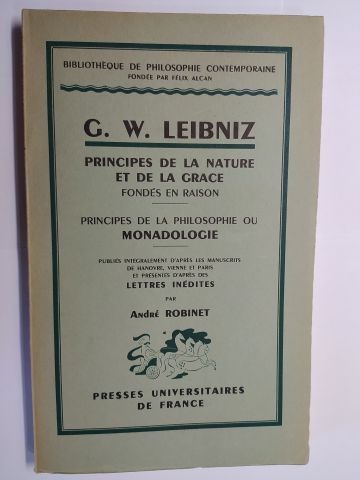 BIBLIOTHÈQUE DE PHILOSOPHIE CONTEMPORAINE
FONDÉE PAR FÉLIX ALCAN
G. W. LEIBNIZ
PRINCIPES DE LA NATURE
ET DE LA GRACE
FONDÉS EN RAISON
PRINCIPES DE LA PHILOSOPHIE OU
MONADOLOGIE
PUBLIÉS INTÉGRALEMENT D'APRÈS LES MANUSCRITS
DE HANOVRE, VIENNE ET PARIS
ET PRÉSENTÉS D'APRÈS DES
LETTRES INÉDITES
PAR
André ROBINET
PRESSES UNIVERSITAIRES
DE FRANCE